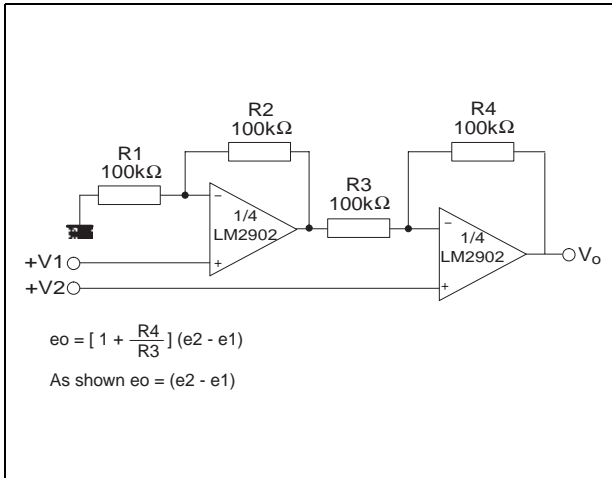 R2
100kΩ
R4
100kΩ
R1
100kΩ
R3
100kΩ
1/4
LM2902
1/4
LM2902
+V1
+V2
Vo
eo = [ 1 + R4/R3 ] (e2 - e1)
As shown eo = (e2 - e1)